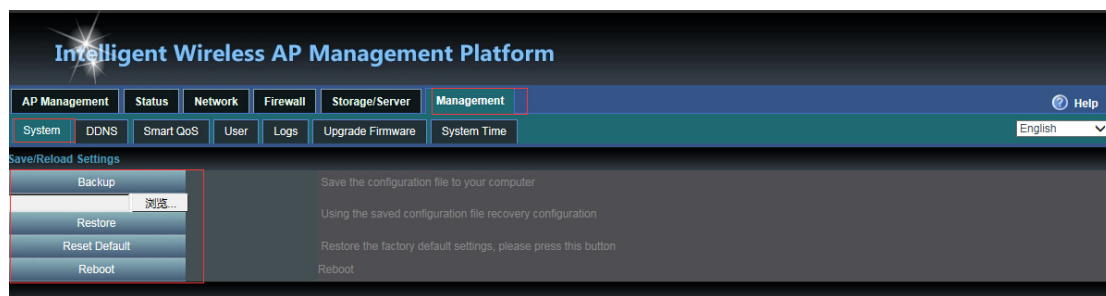 Intelligent Wireless AP Management Platform
AP Management Status Network Firewall Storage/Server Management Help
System DDNS Smart QoS User Logs Upgrade Firmware System Time English
Save/Reload Settings
Backup Save the configuration file to your computer
浏览...
Using the saved configuration file recovery configuration
Restore
Reset Default Restore the factory default settings, please press this button
Reboot Reboot